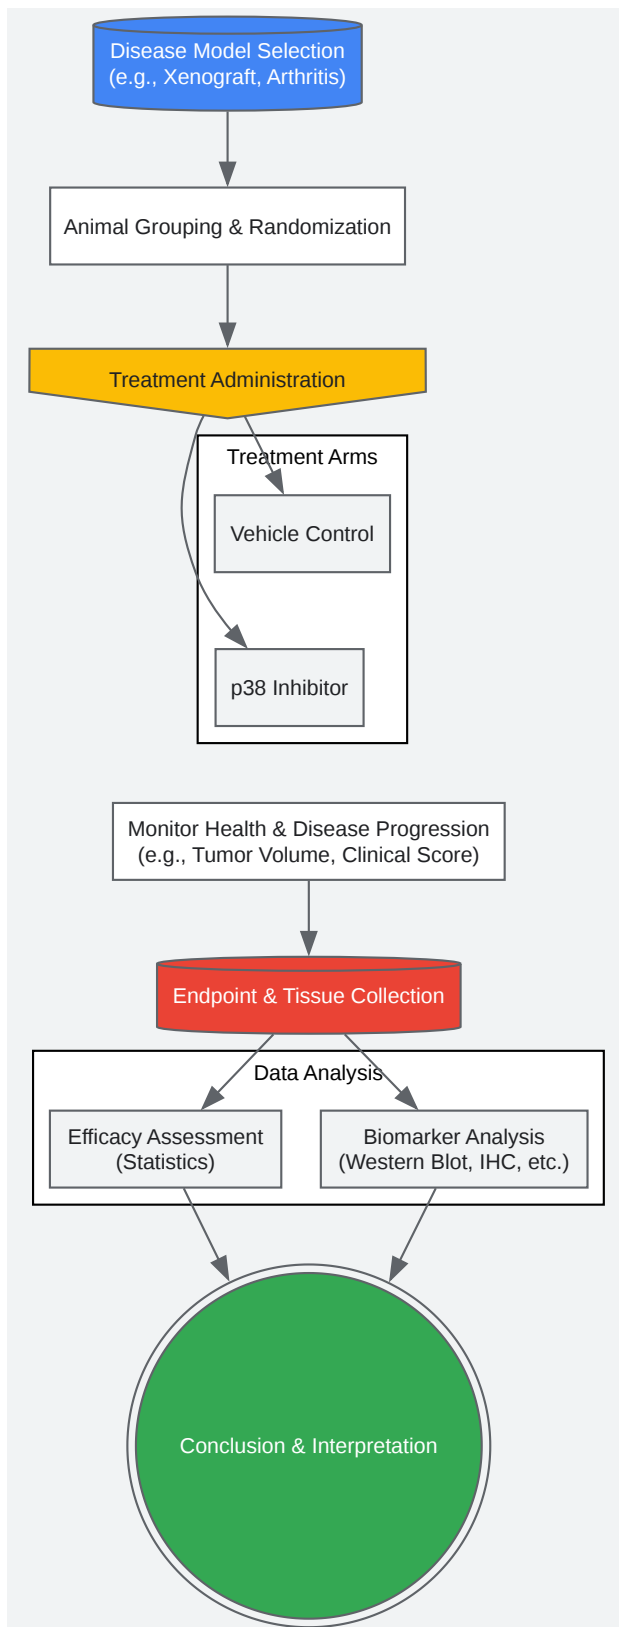 Disease Model Selection
(e.g., Xenograft, Arthritis)
Animal Grouping & Randomization
Treatment Administration
Treatment Arms
Vehicle Control
p38 Inhibitor
Monitor Health & Disease Progression
(e.g., Tumor Volume, Clinical Score)
Endpoint & Tissue Collection
Data Analysis
Efficacy Assessment
(Statistics)
Biomarker Analysis
(Western Blot, IHC, etc.)
Conclusion & Interpretation